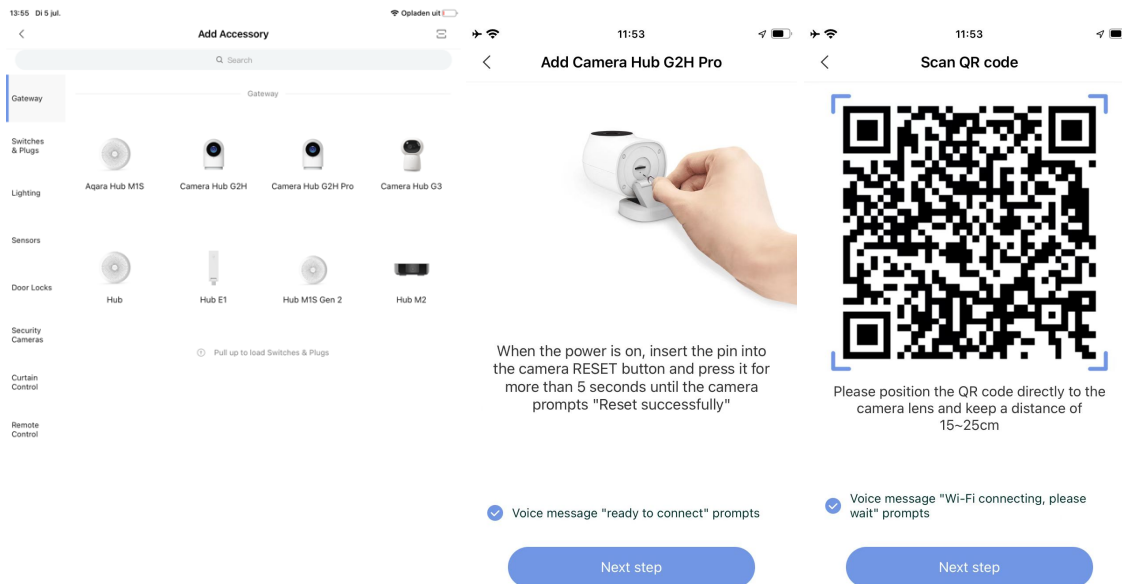 13:55 Di 5 jul.
Opladen uit
Add Accessory
Search
Gateway
Gateway
Switches
& Plugs
Lighting
Sensors
Door Locks
Security
Cameras
Curtain
Control
Remote
Control
Aqara Hub M1S
Camera Hub G2H
Camera Hub G2H Pro
Camera Hub G3
Hub
Hub E1
Hub M1S Gen 2
Hub M2
Pull up to load Switches & Plugs
11:53
Add Camera Hub G2H Pro
When the power is on, insert the pin into
the camera RESET button and press it for
more than 5 seconds until the camera
prompts "Reset successfully"
Voice message "ready to connect" prompts
Next step
11:53
Scan QR code
Please position the QR code directly to the
camera lens and keep a distance of
15~25cm
Voice message "Wi-Fi connecting, please
wait" prompts
Next step